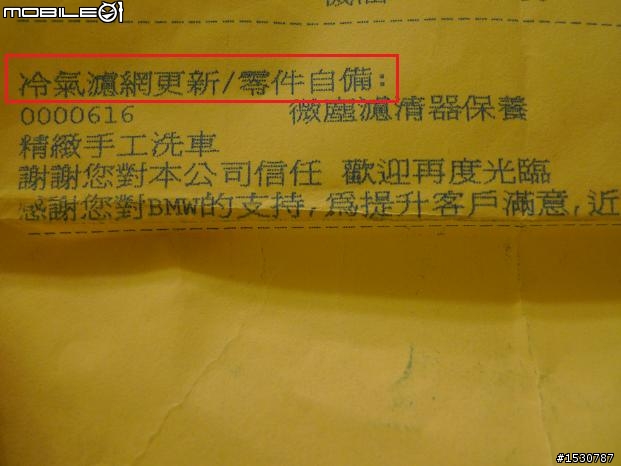 MOBILE01
冷氣濾網更新/零件自備:
0000616 微塵濾清器保養
精緻手工洗車
謝謝您對本公司信任 歡迎再度光臨
感謝您對BMW的支持,為提升客戶滿意,近
#1530787